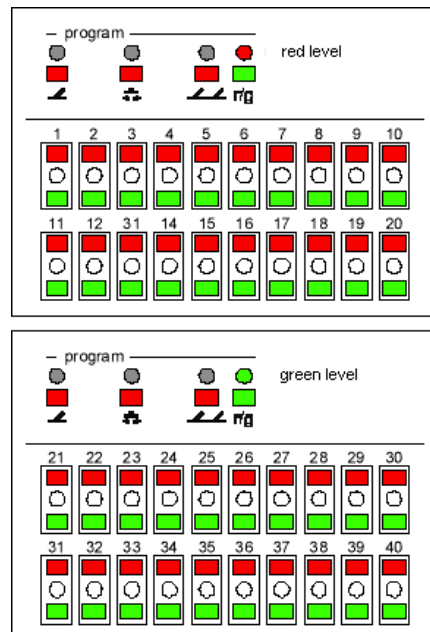 program
red level
r/g
1 2 3 4 5 6 7 8 9 10
11 12 31 14 15 16 17 18 19 20
program
green level
r/g
21 22 23 24 25 26 27 28 29 30
31 32 33 34 35 36 37 38 39 40